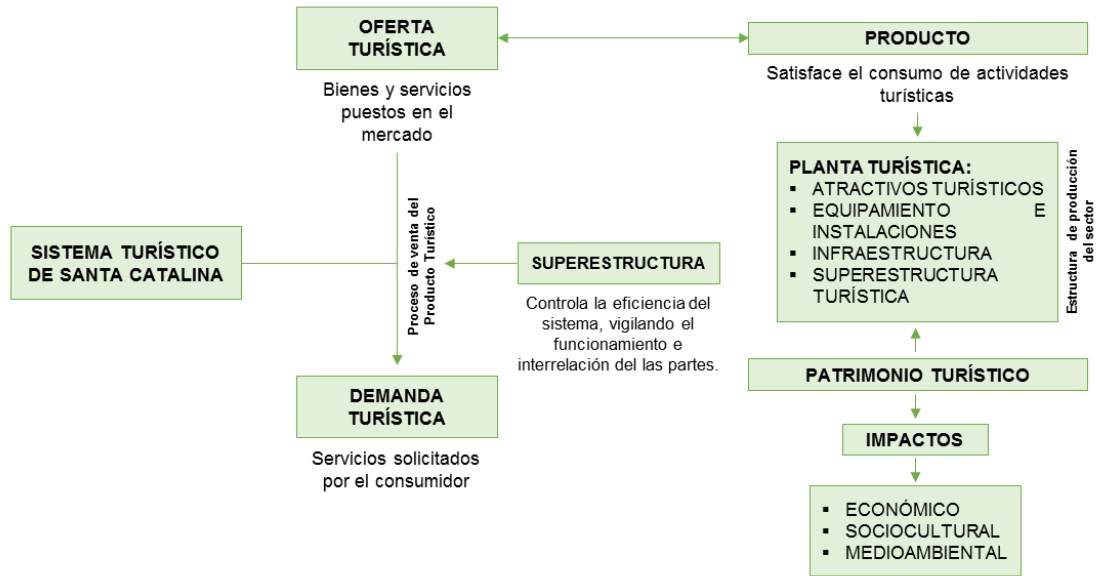 OFERTA
TURÍSTICA
Bienes y servicios
puestos en el
mercado
PRODUCTO
Satisface el consumo de actividades
turísticas
PLANTA TURÍSTICA:
▪ ATRACTIVOS TURÍSTICOS
▪ EQUIPAMIENTO E
INSTALACIONES
▪ INFRAESTRUCTURA
▪ SUPERESTRUCTURA
TURÍSTICA
Estructura de producción
del sector
SISTEMA TURÍSTICO
DE SANTA CATALINA
Proceso de venta del
Producto Turístico
SUPERESTRUCTURA
Controla la eficiencia del
sistema, vigilando el
funcionamiento e
interrelación del las partes.
DEMANDA
TURÍSTICA
Servicios solicitados
por el consumidor
PATRIMONIO TURÍSTICO
IMPACTOS
▪ ECONÓMICO
▪ SOCIOCULTURAL
▪ MEDIOAMBIENTAL